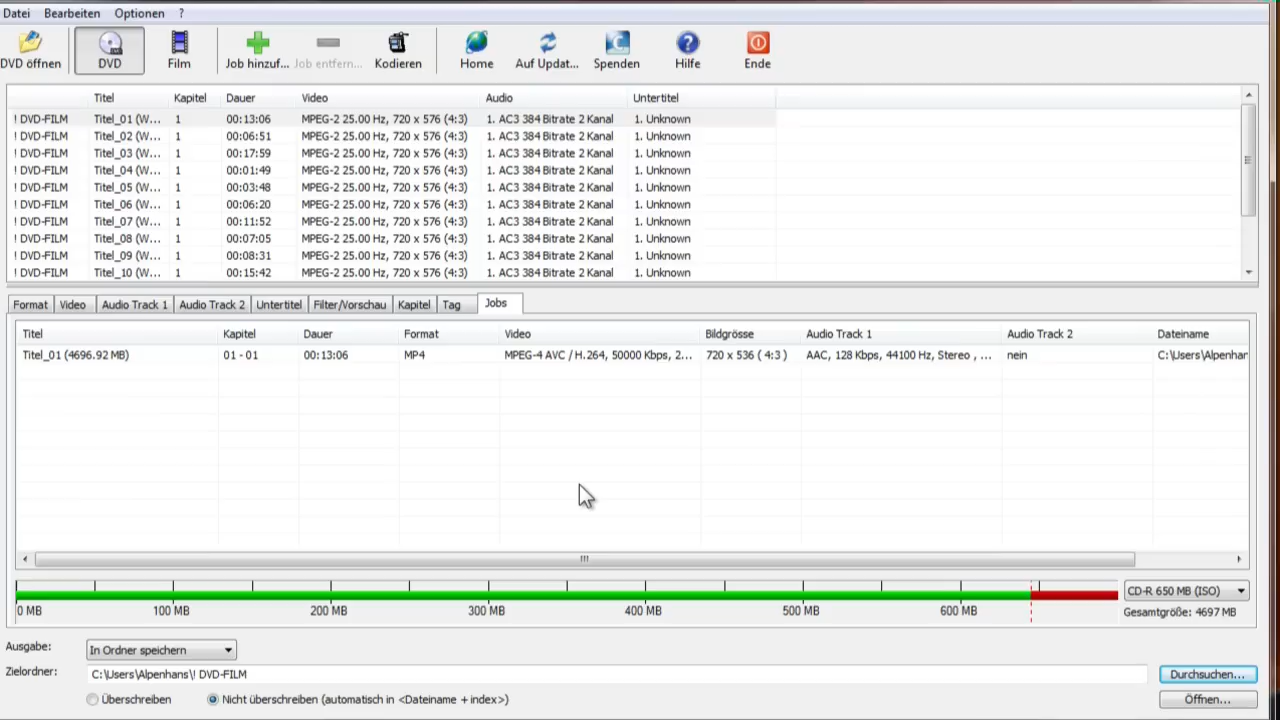 Datei Bearbeiten Optionen ?
DVD öffnen DVD Film Job hinzuf... Job entfern... Kodieren Home Auf Updat... Spenden Hilfe Ende
Titel Kapitel Dauer Video Audio Untertitel
! DVD-FILM Titel_01 (W... 1 00:13:06 MPEG-2 25.00 Hz, 720 x 576 (4:3) 1. AC3 384 Bitrate 2 Kanal 1. Unknown
! DVD-FILM Titel_02 (W... 1 00:06:51 MPEG-2 25.00 Hz, 720 x 576 (4:3) 1. AC3 384 Bitrate 2 Kanal 1. Unknown
! DVD-FILM Titel_03 (W... 1 00:17:59 MPEG-2 25.00 Hz, 720 x 576 (4:3) 1. AC3 384 Bitrate 2 Kanal 1. Unknown
! DVD-FILM Titel_04 (W... 1 00:01:49 MPEG-2 25.00 Hz, 720 x 576 (4:3) 1. AC3 384 Bitrate 2 Kanal 1. Unknown
! DVD-FILM Titel_05 (W... 1 00:03:48 MPEG-2 25.00 Hz, 720 x 576 (4:3) 1. AC3 384 Bitrate 2 Kanal 1. Unknown
! DVD-FILM Titel_06 (W... 1 00:06:20 MPEG-2 25.00 Hz, 720 x 576 (4:3) 1. AC3 384 Bitrate 2 Kanal 1. Unknown
! DVD-FILM Titel_07 (W... 1 00:11:52 MPEG-2 25.00 Hz, 720 x 576 (4:3) 1. AC3 384 Bitrate 2 Kanal 1. Unknown
! DVD-FILM Titel_08 (W... 1 00:07:05 MPEG-2 25.00 Hz, 720 x 576 (4:3) 1. AC3 384 Bitrate 2 Kanal 1. Unknown
! DVD-FILM Titel_09 (W... 1 00:08:31 MPEG-2 25.00 Hz, 720 x 576 (4:3) 1. AC3 384 Bitrate 2 Kanal 1. Unknown
! DVD-FILM Titel_10 (W... 1 00:15:42 MPEG-2 25.00 Hz, 720 x 576 (4:3) 1. AC3 384 Bitrate 2 Kanal 1. Unknown
Format Video Audio Track 1 Audio Track 2 Untertitel Filter/Vorschau Kapitel Tag Jobs
Titel Kapitel Dauer Format Video Bildgrösse Audio Track 1 Audio Track 2 Dateiname
Titel_01 (4696.92 MB) 01 - 01 00:13:06 MP4 MPEG-4 AVC / H.264, 50000 Kbps, 2... 720 x 536 ( 4:3 ) AAC, 128 Kbps, 44100 Hz, Stereo , ... nein C:\Users\Alpenhan
CD-R 650 MB (ISO)
0 MB 100 MB 200 MB 300 MB 400 MB 500 MB 600 MB Gesamtgröße: 4697 MB
Ausgabe: In Ordner speichern
Zielordner: C:\Users\Alpenhans\! DVD-FILM Durchsuchen...
Überschreiben Nicht überschreiben (automatisch in <Dateiname + index>) Öffnen...